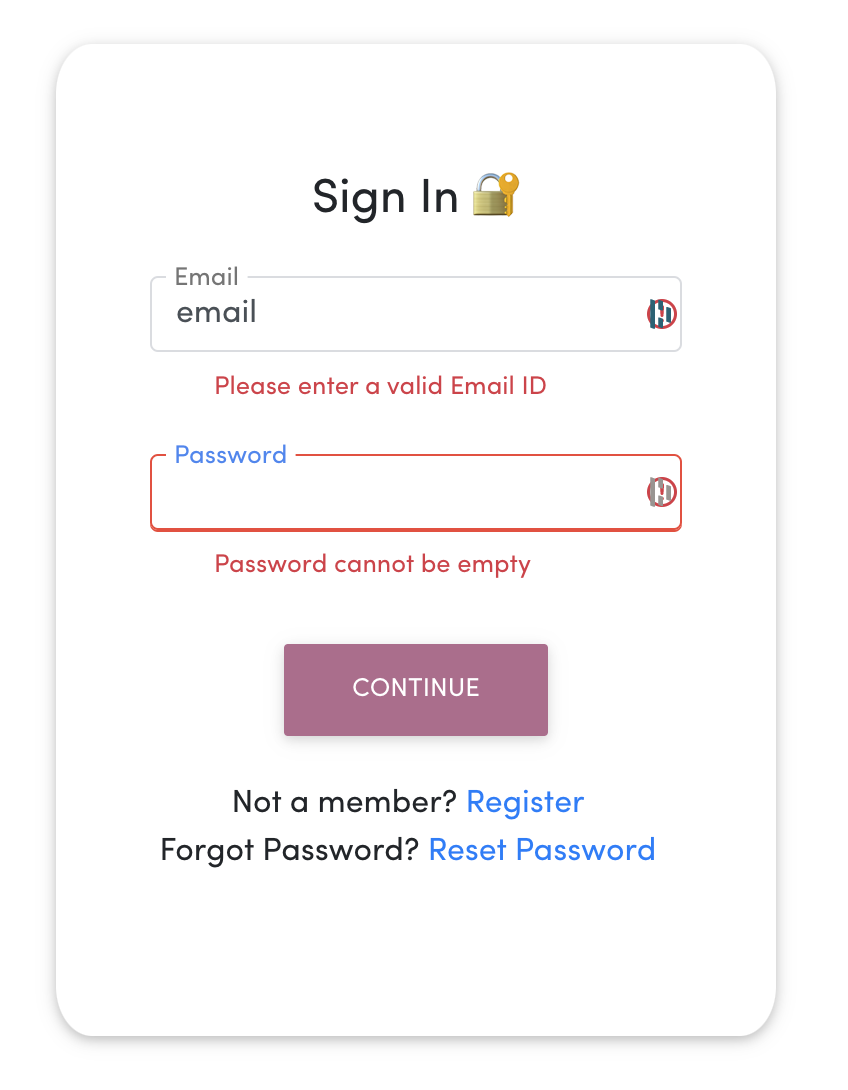 Sign In 🔐
Email
email
Please enter a valid Email ID
Password
Password cannot be empty
CONTINUE
Not a member? Register
Forgot Password? Reset Password